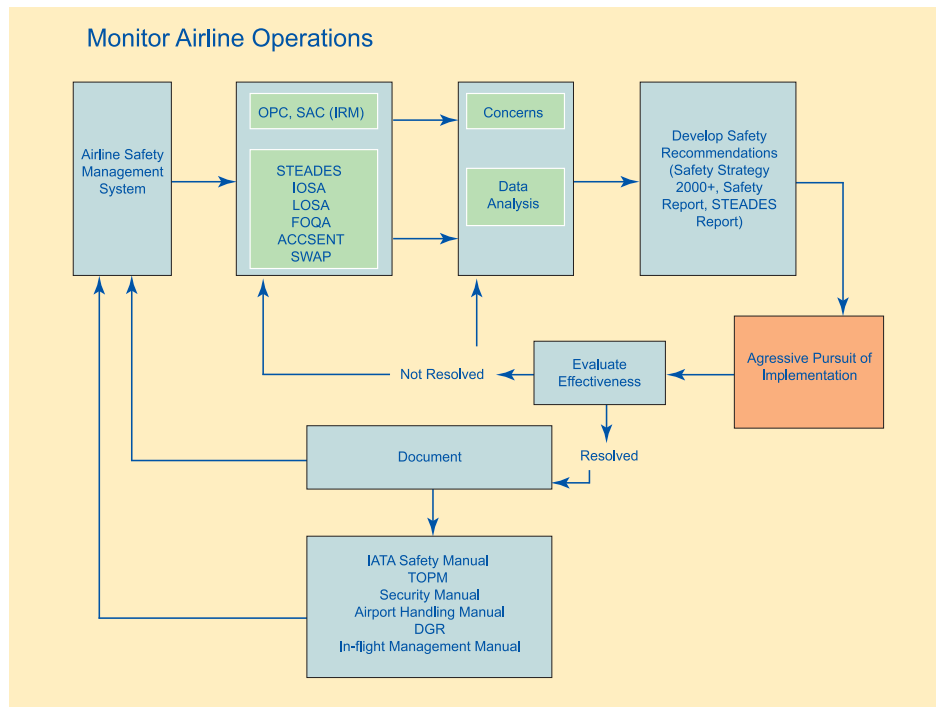 Monitor Airline Operations
Airline Safety
Management
System
OPC, SAC (IRM)
STEADES
IOSA
LOSA
FOQA
ACCSENT
SWAP
Concerns
Data
Analysis
Develop Safety
Recommendations
(Safety Strategy
2000+, Safety
Report, STEADES
Report)
Agressive Pursuit of
Implementation
Evaluate
Effectiveness
Not Resolved
Resolved
Document
IATA Safety Manual
TOPM
Security Manual
Airport Handling Manual
DGR
In-flight Management Manual